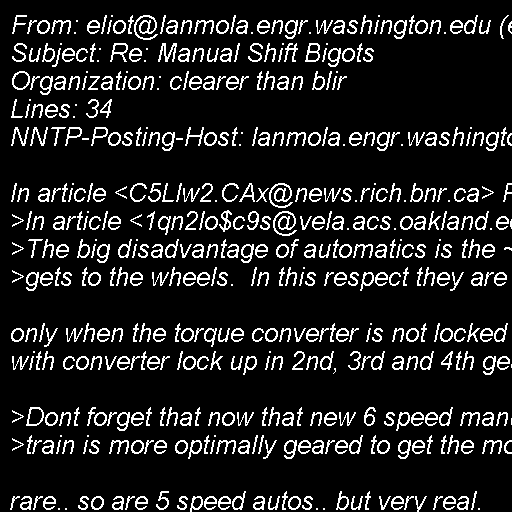 From: eliot@lanmola.engr.washington.edu (e
Subject: Re: Manual Shift Bigots
Organization: clearer than blir
Lines: 34
NNTP-Posting-Host: lanmola.engr.washingto
In article <C5Llw2.CAx@news.rich.bnr.ca> P
>In article <1qn2lo$c9s@vela.acs.oakland.e
>The big disadvantage of automatics is the ~
>gets to the wheels.  In this respect they are
only when the torque converter is not locked
with converter lock up in 2nd, 3rd and 4th ge
>Dont forget that now that new 6 speed man
>train is more optimally geared to get the mo
rare.. so are 5 speed autos.. but very real.